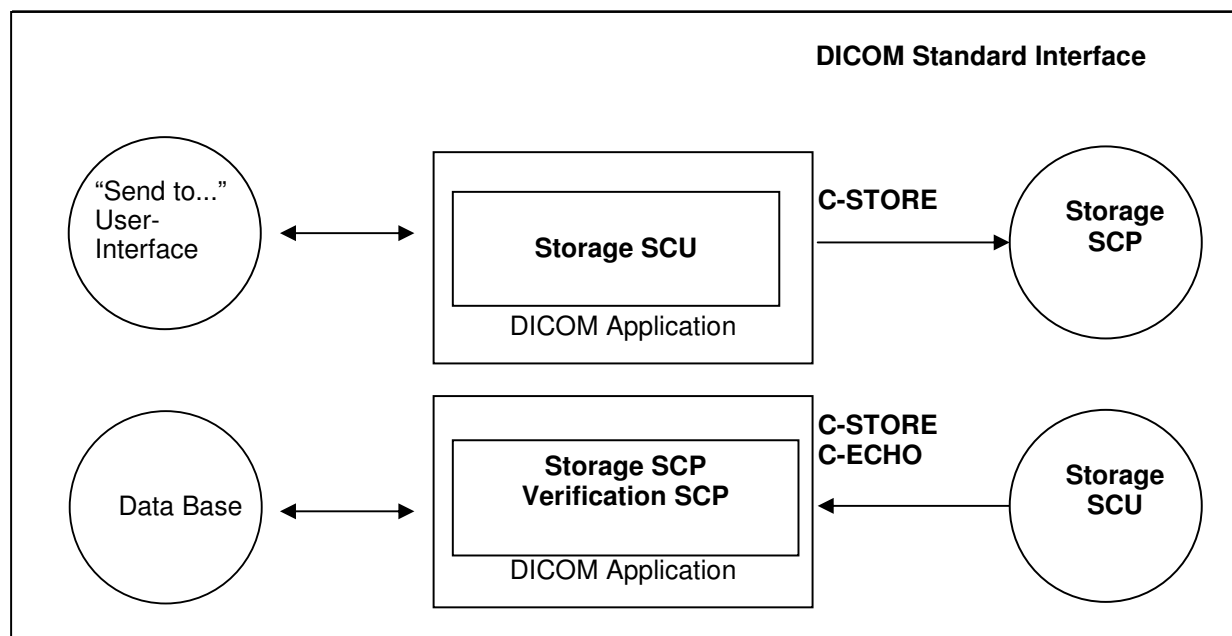 DICOM Standard Interface
“Send to...”
User-
Interface
Storage SCU
DICOM Application
C-STORE
Storage
SCP
Data Base
Storage SCP
Verification SCP
DICOM Application
C-STORE
C-ECHO
Storage
SCU